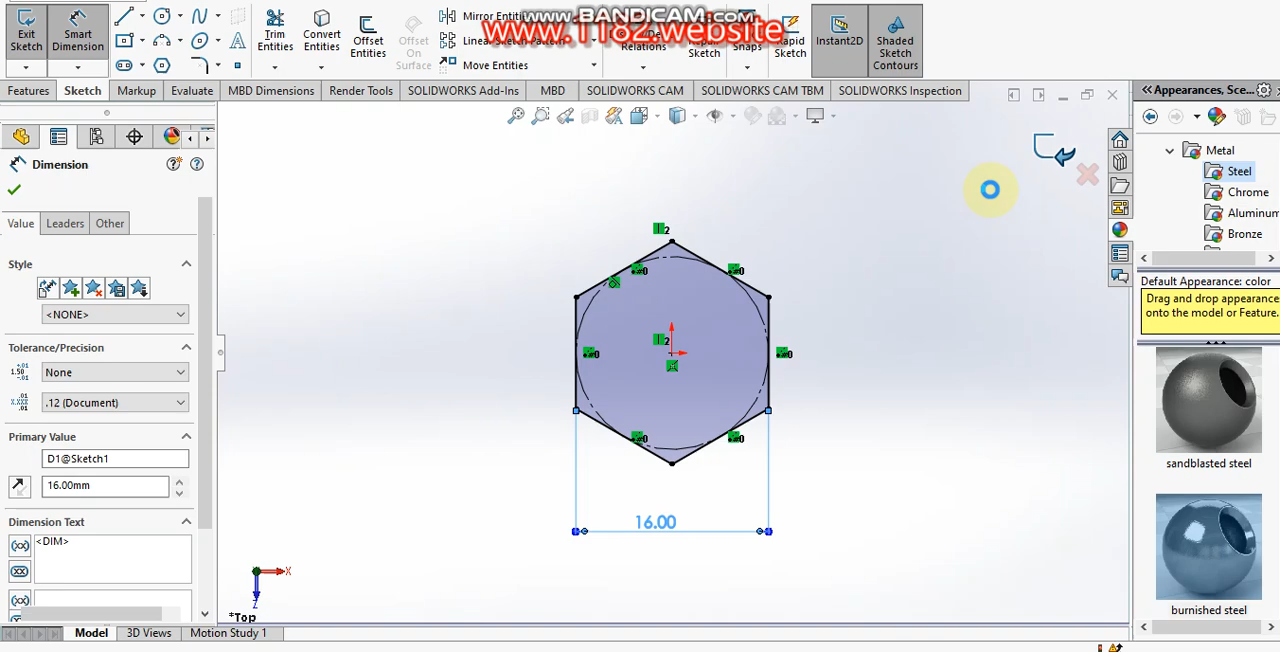 www.BANDICAM.com
www.1182.website
Exit Sketch
Smart Dimension
Trim Entities
Convert Entities
Offset Entities
Offset On Surface
Mirror Entiti
Move Entities
Relations
Sketch
Snaps
Rapid Sketch
Instant2D
Shaded Sketch Contours
Features
Sketch
Markup
Evaluate
MBD Dimensions
Render Tools
SOLIDWORKS Add-Ins
MBD
SOLIDWORKS CAM
SOLIDWORKS CAM TBM
SOLIDWORKS Inspection
Appearances, Sce...
Dimension
Metal
Steel
Chrome
Aluminum
Bronze
Value
Leaders
Other
Style
<NONE>
Tolerance/Precision
None
.12 (Document)
Primary Value
D1@Sketch1
16.00mm
Dimension Text
<DIM>
16.00
X
Z
*Top
Default Appearance: color
Drag and drop appearance
onto the model or Feature.
sandblasted steel
burnished steel
Model
3D Views
Motion Study 1